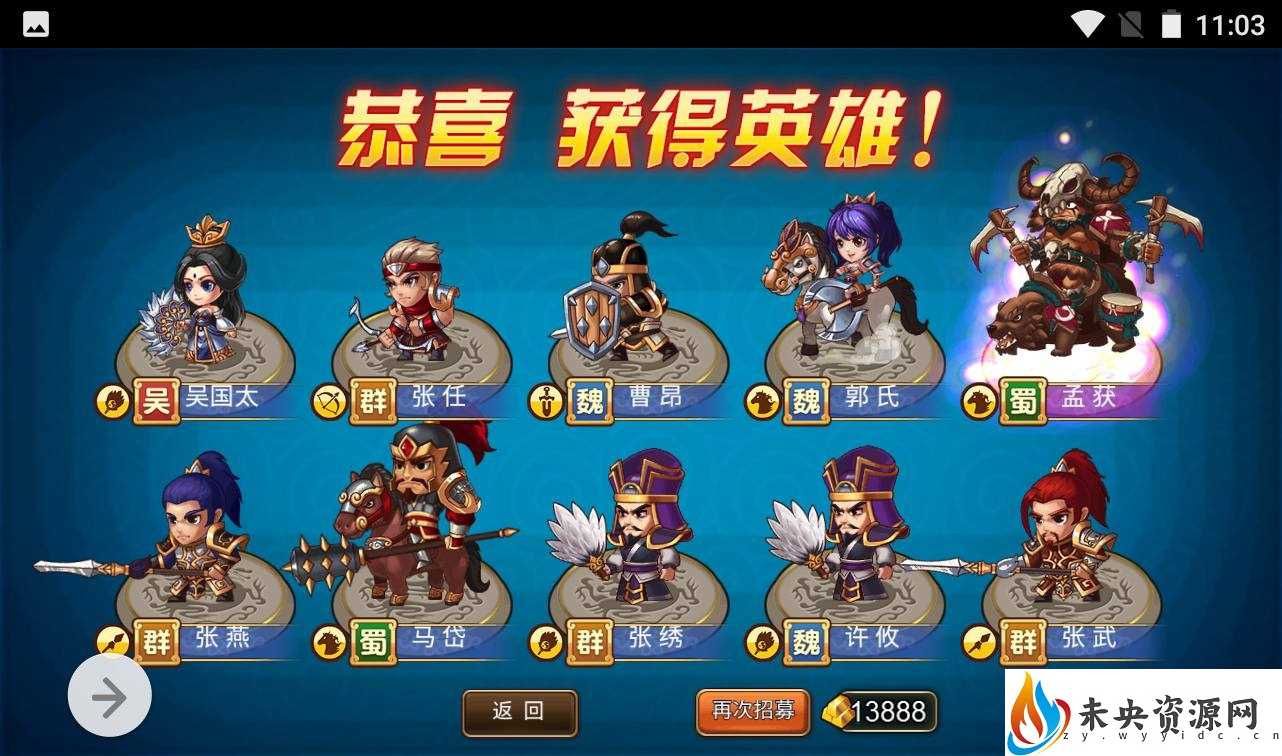 11:03
恭喜 获得英雄!
吴 吴国太
群 张任
魏 曹昂
魏 郭氏
蜀 孟获
群 张燕
蜀 马岱
群 张绣
魏 许攸
群 张武
返回
再次招募
13888
未央资源网
zy.wyyidc.cn